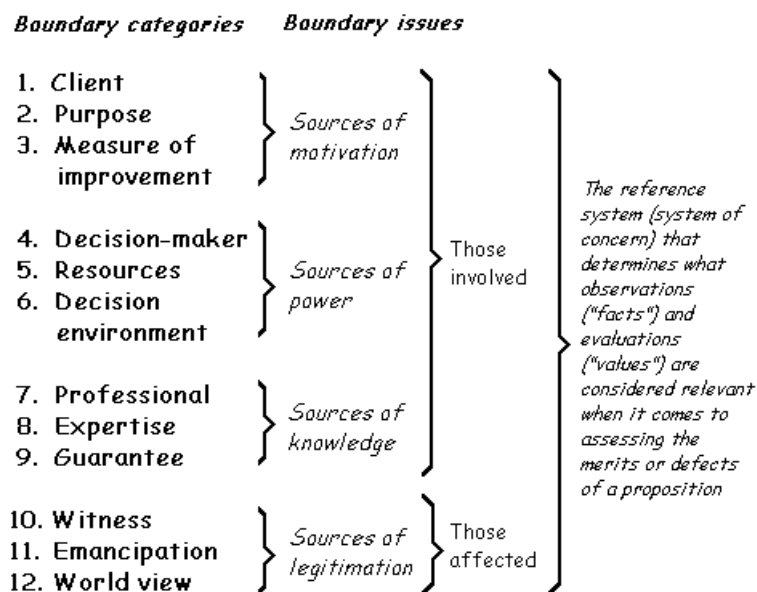 Boundary categories
Boundary issues
1. Client
2. Purpose
3. Measure of
improvement
Sources of
motivation
4. Decision-maker
5. Resources
6. Decision
environment
Sources of
power
7. Professional
8. Expertise
9. Guarantee
Sources of
knowledge
Those
involved
10. Witness
11. Emancipation
12. World view
Sources of
legitimation
Those
affected
The reference
system (system of
concern) that
determines what
observations
("facts") and
evaluations
("values") are
considered relevant
when it comes to
assessing the
merits or defects
of a proposition